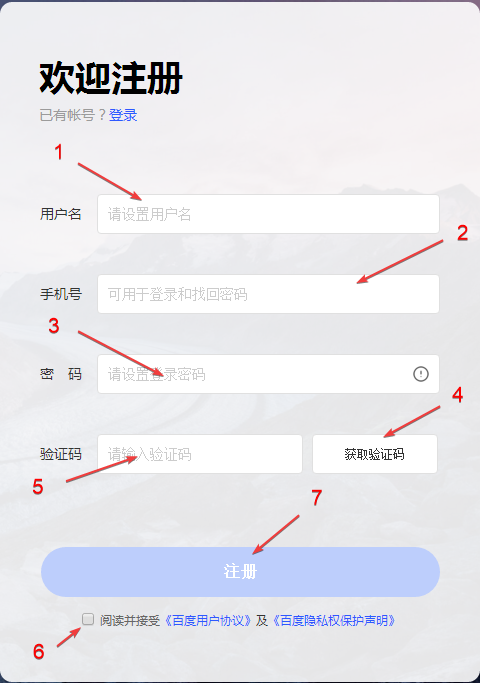 欢迎注册
已有帐号？登录
1
用户名 请设置用户名
2
手机号 可用于登录和找回密码
3
密 码 请设置登录密码
4
验证码 请输入验证码 获取验证码
5
7
注册
阅读并接受《百度用户协议》及《百度隐私权保护声明》
6